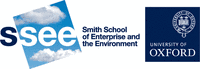 ssee
Smith School
of Enterprise and
the Environment
UNIVERSITY OF
OXFORD